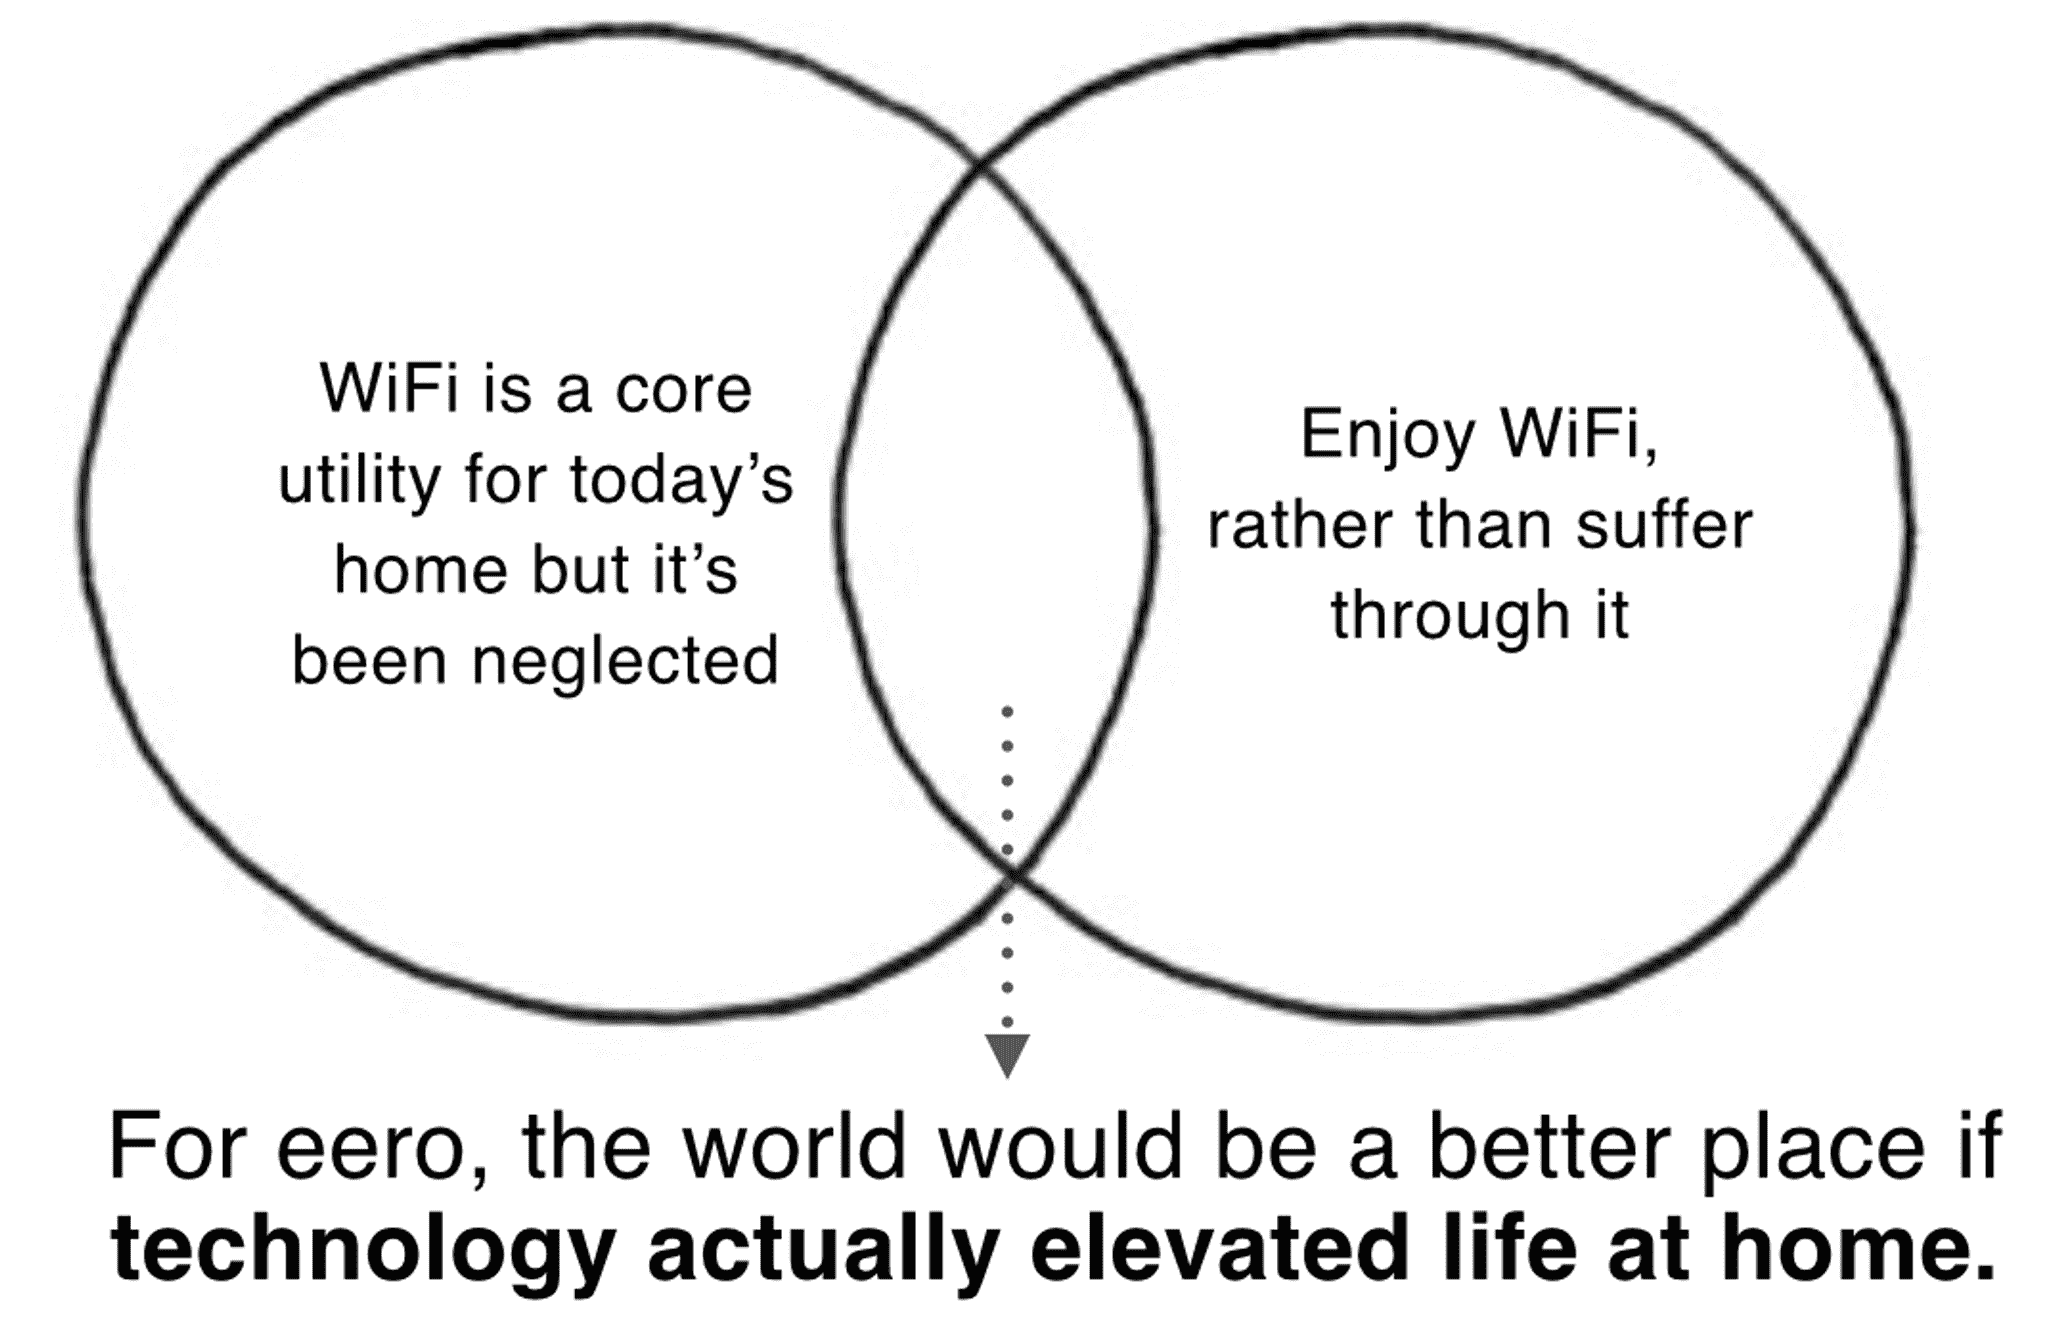 WiFi is a core
utility for today’s
home but it’s
been neglected
Enjoy WiFi,
rather than suffer
through it
For eero, the world would be a better place if
technology actually elevated life at home.